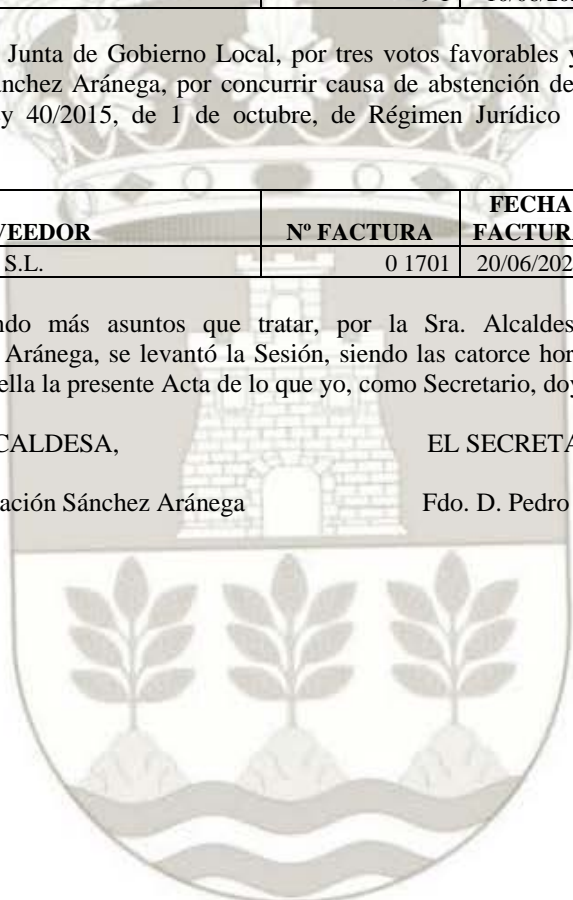 Junta de Gobierno Local, por tres votos favorables y
nchez Aránega, por concurrir causa de abstención de
y 40/2015, de 1 de octubre, de Régimen Jurídico
FECHA
VEEDOR Nº FACTURA FACTUR
S.L. 0 1701 20/06/202
ndo más asuntos que tratar, por la Sra. Alcaldes
Aránega, se levantó la Sesión, siendo las catorce hor
ella la presente Acta de lo que yo, como Secretario, doy
CALDESA, EL SECRETA
ación Sánchez Aránega Fdo. D. Pedro